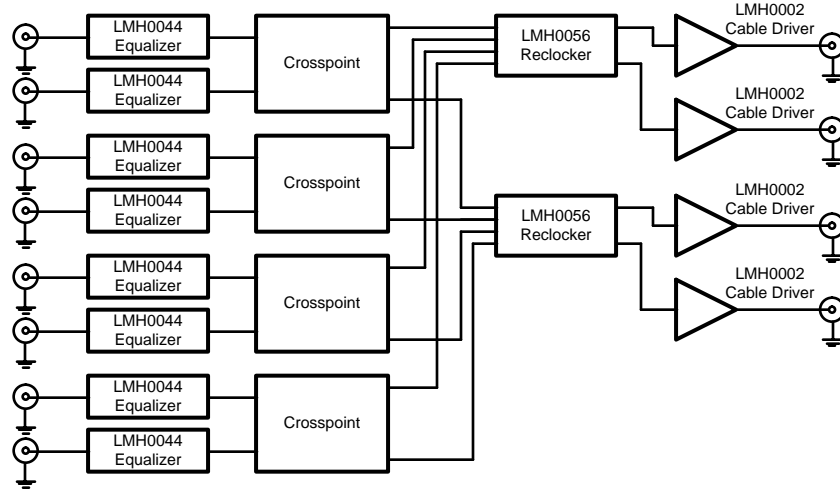 LMH0044
Equalizer
LMH0044
Equalizer
Crosspoint
LMH0044
Equalizer
LMH0044
Equalizer
Crosspoint
LMH0044
Equalizer
LMH0044
Equalizer
Crosspoint
LMH0044
Equalizer
LMH0044
Equalizer
Crosspoint
LMH0056
Reclocker
LMH0056
Reclocker
LMH0002
Cable Driver
LMH0002
Cable Driver
LMH0002
Cable Driver
LMH0002
Cable Driver